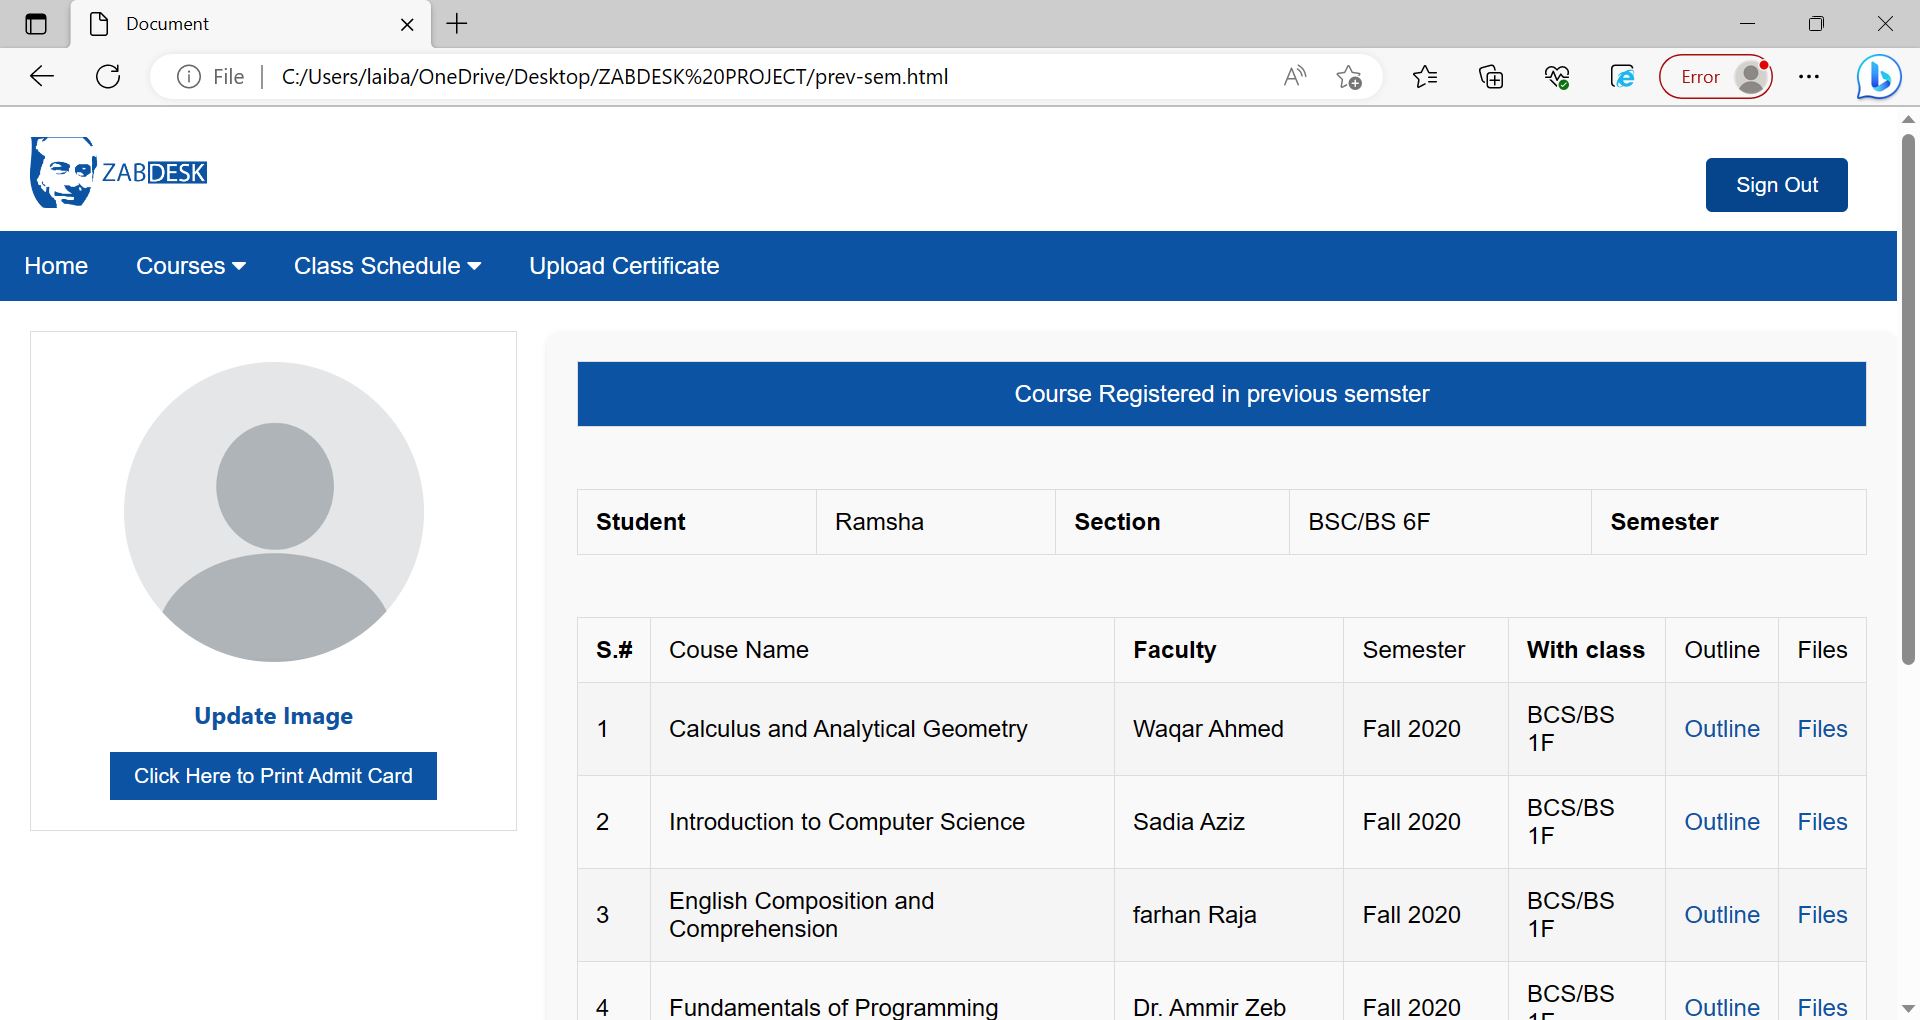 Document
File
C:/Users/laiba/OneDrive/Desktop/ZABDESK%20PROJECT/prev-sem.html
Error
ZABDESK
Sign Out
Home Courses Class Schedule Upload Certificate
Course Registered in previous semster
Student Ramsha Section BSC/BS 6F Semester
S.# Couse Name Faculty Semester With class Outline Files
1 Calculus and Analytical Geometry Waqar Ahmed Fall 2020 BCS/BS 1F Outline Files
2 Introduction to Computer Science Sadia Aziz Fall 2020 BCS/BS 1F Outline Files
3 English Composition and Comprehension farhan Raja Fall 2020 BCS/BS 1F Outline Files
4 Fundamentals of Programming Dr. Ammir Zeb Fall 2020 BCS/BS 1F Outline Files
Update Image
Click Here to Print Admit Card